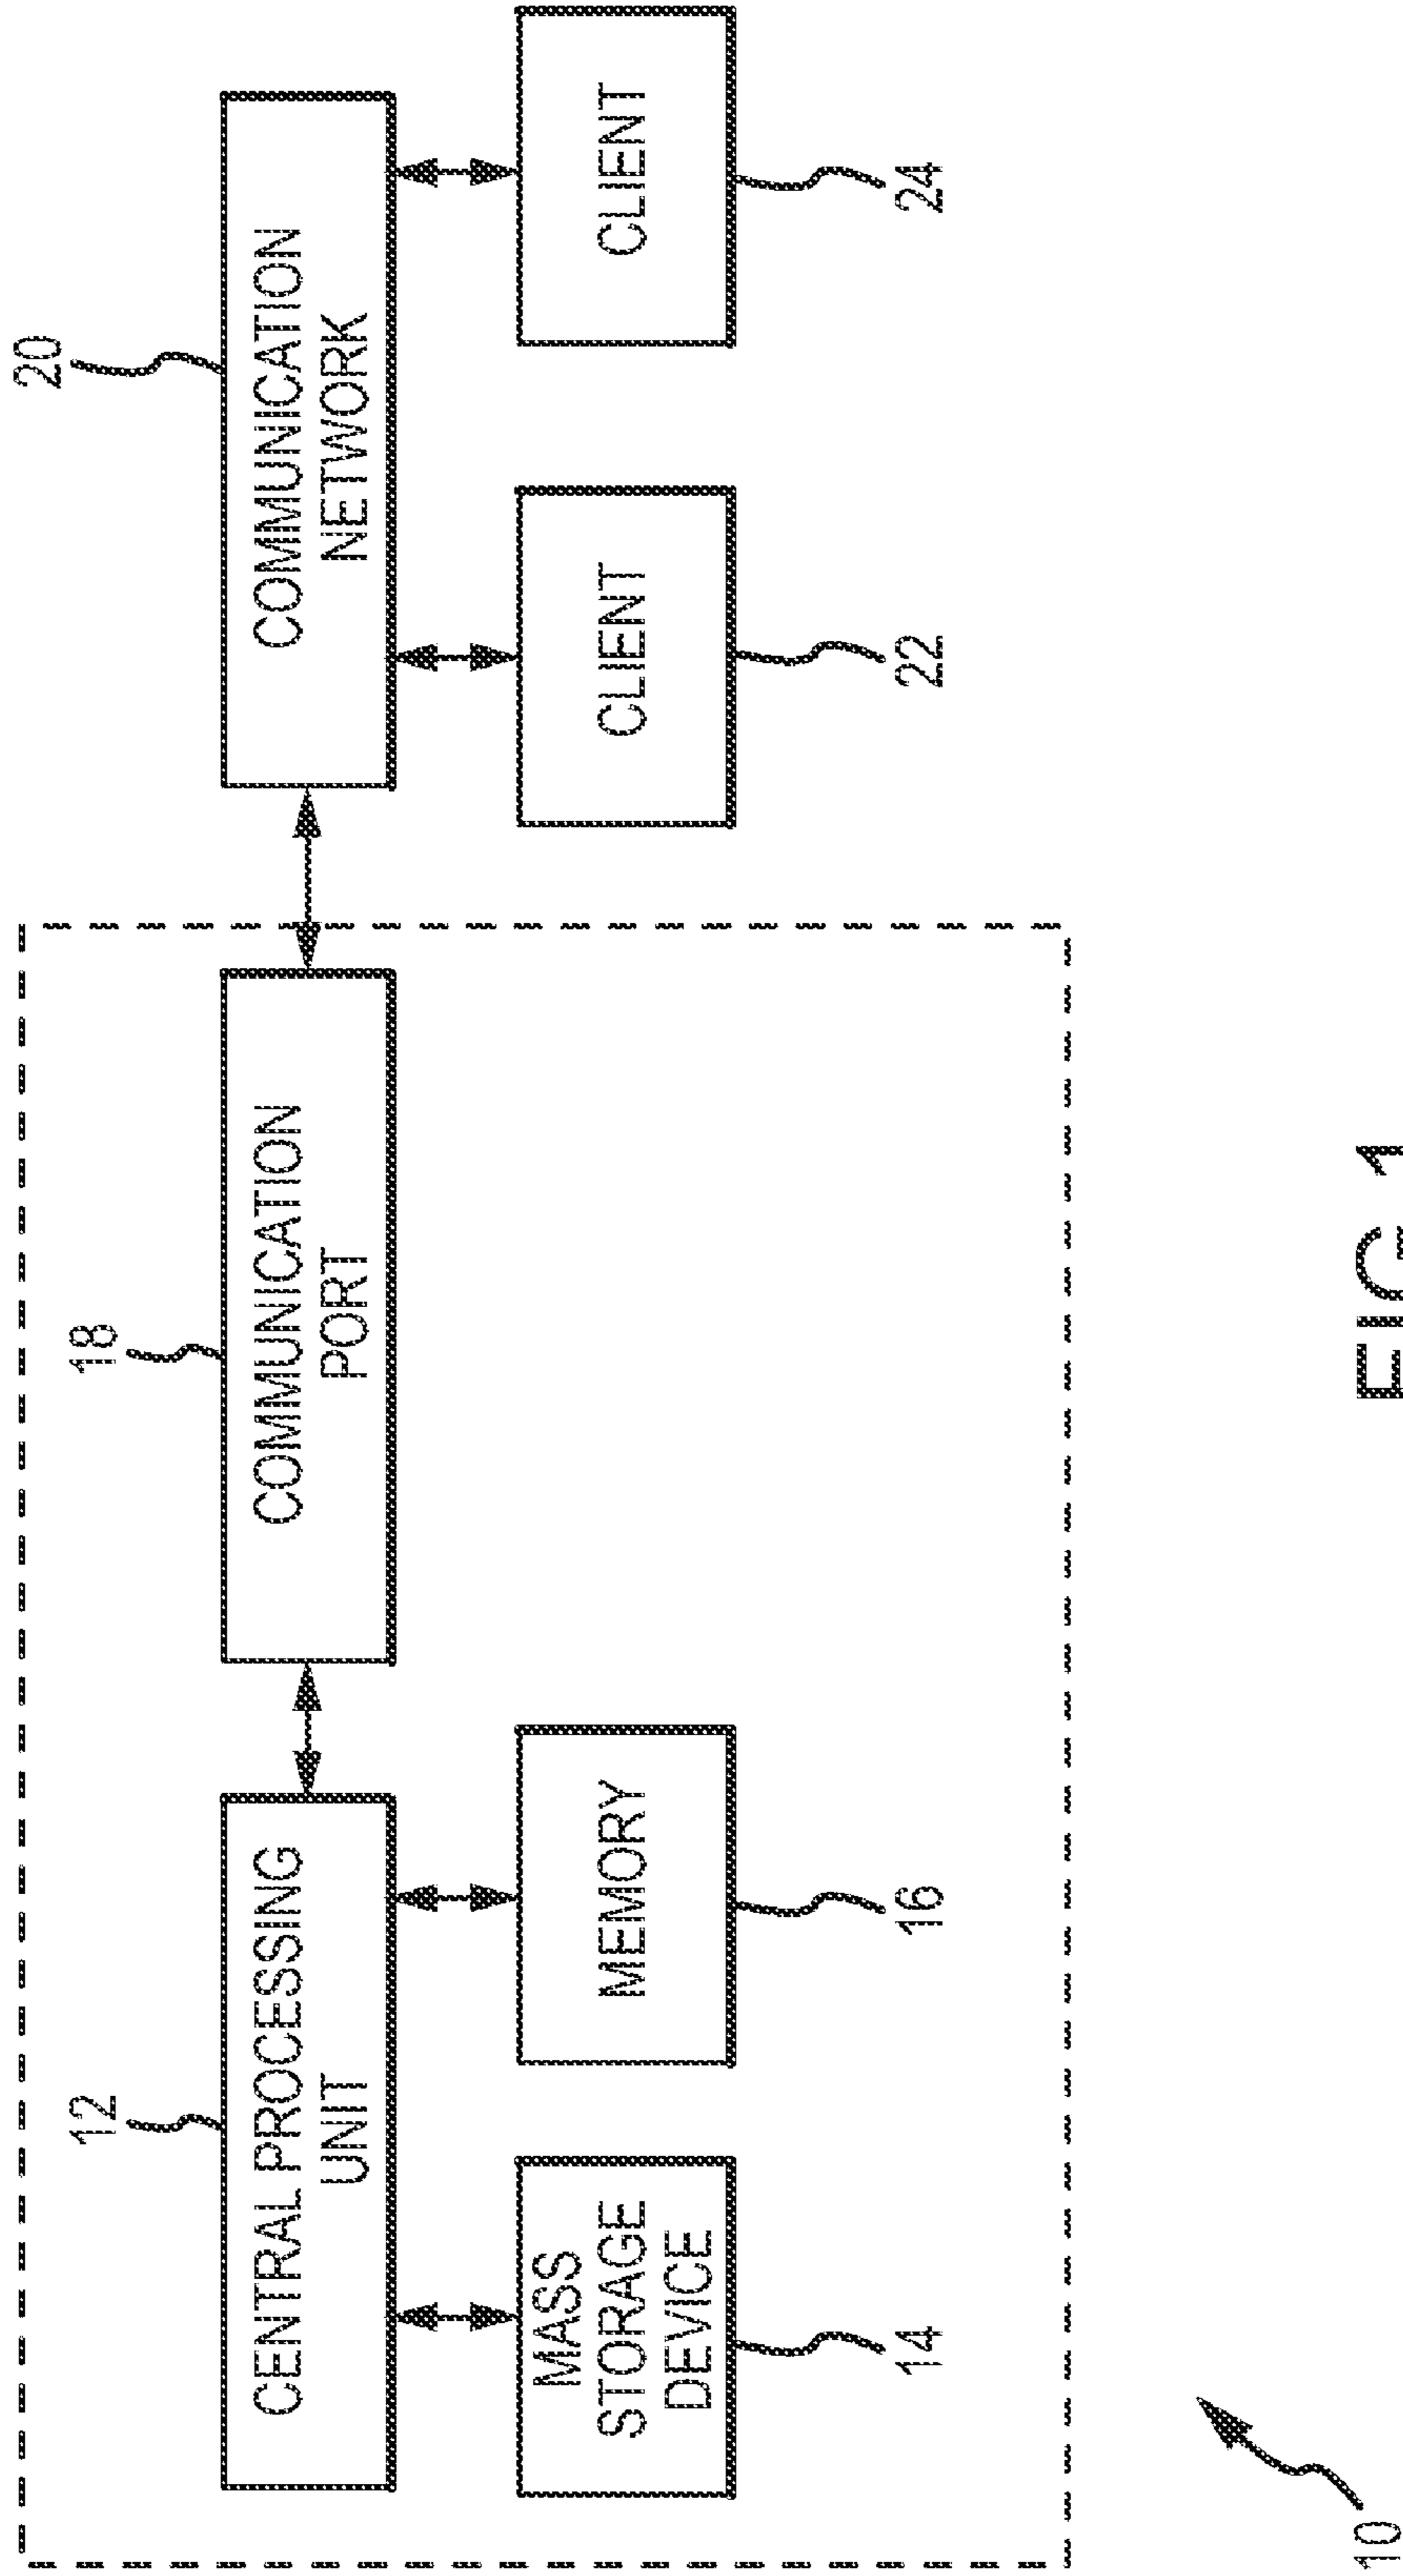 12
18
20
CENTRAL PROCESSING
UNIT
COMMUNICATION
PORT
COMMUNICATION
NETWORK
MASS
STORAGE
DEVICE
MEMORY
CLIENT
CLIENT
14
16
22
24
10
FIG 1